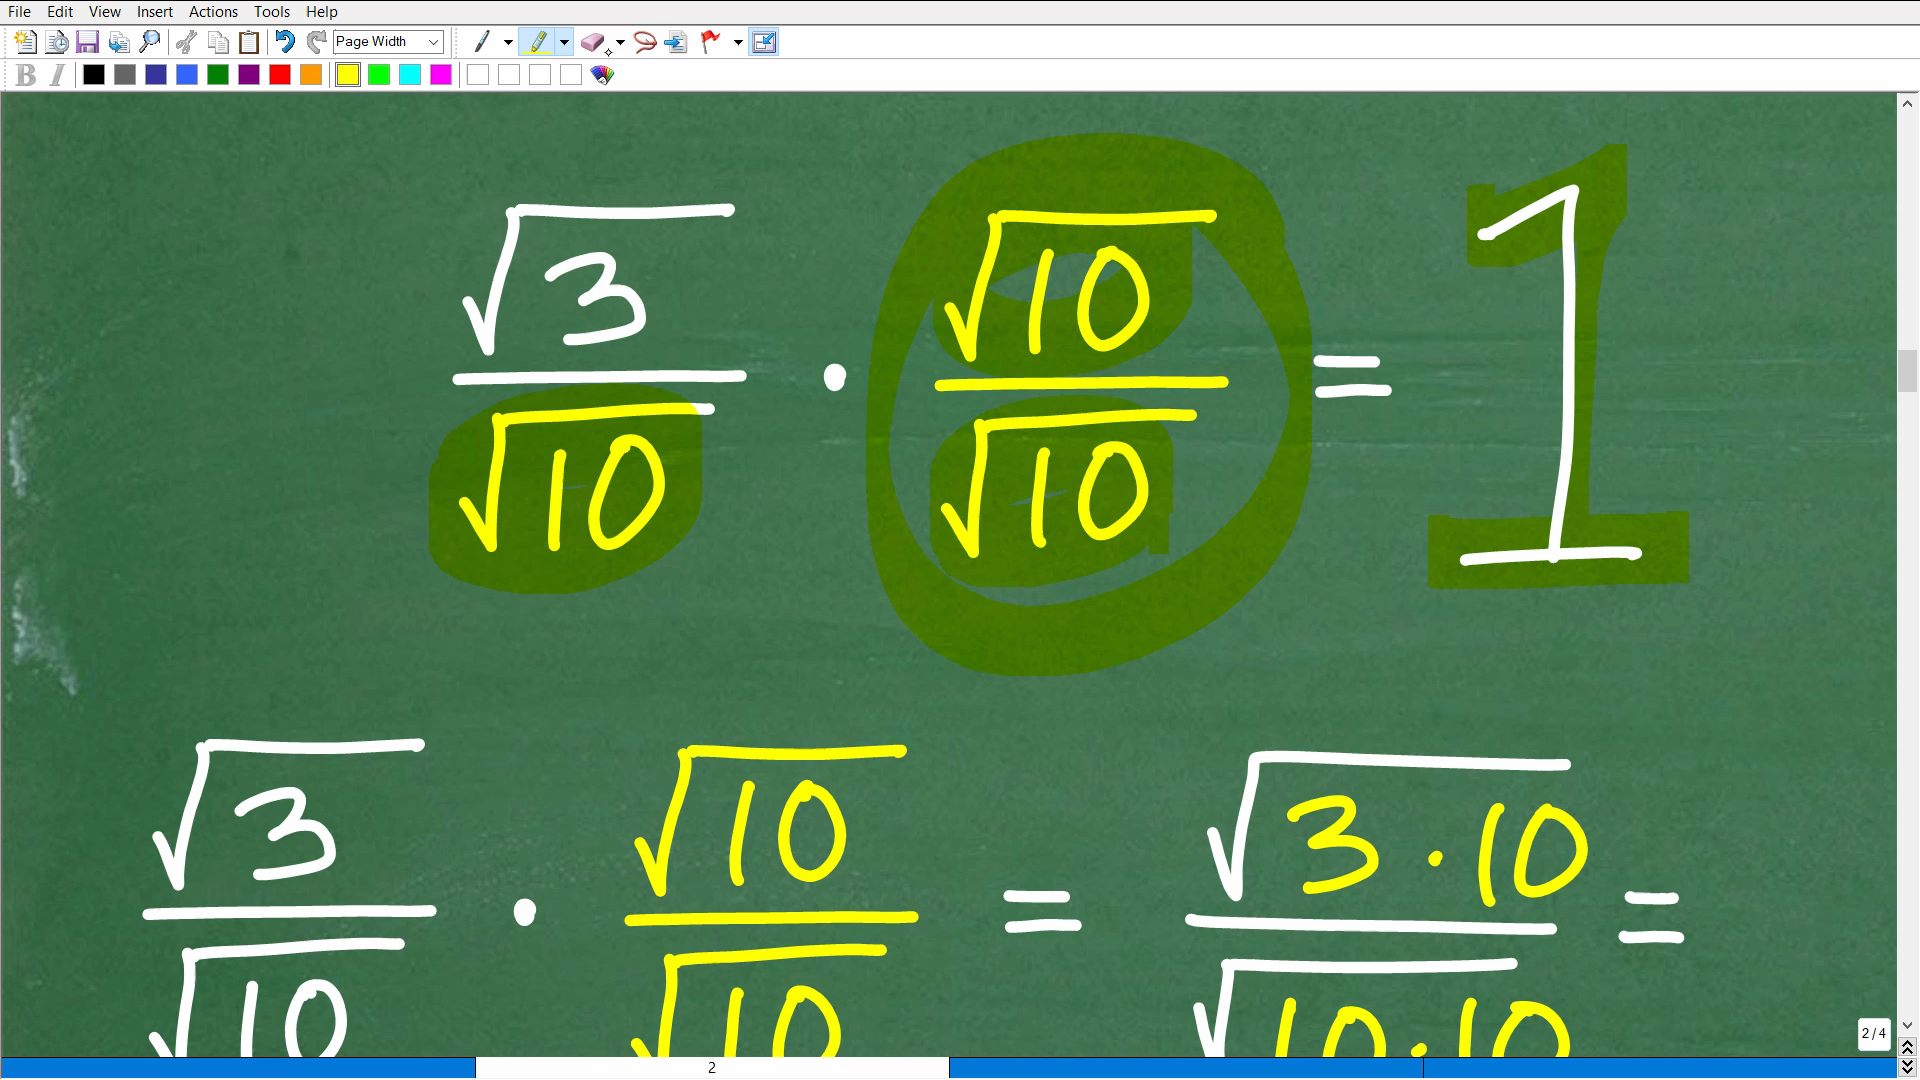 File Edit View Insert Actions Tools Help
Page Width
B I
√3/√10 · √10/√10 = 1
√3/√10 · √10/√10 = √3·10/√10·10 =
2 / 4
2